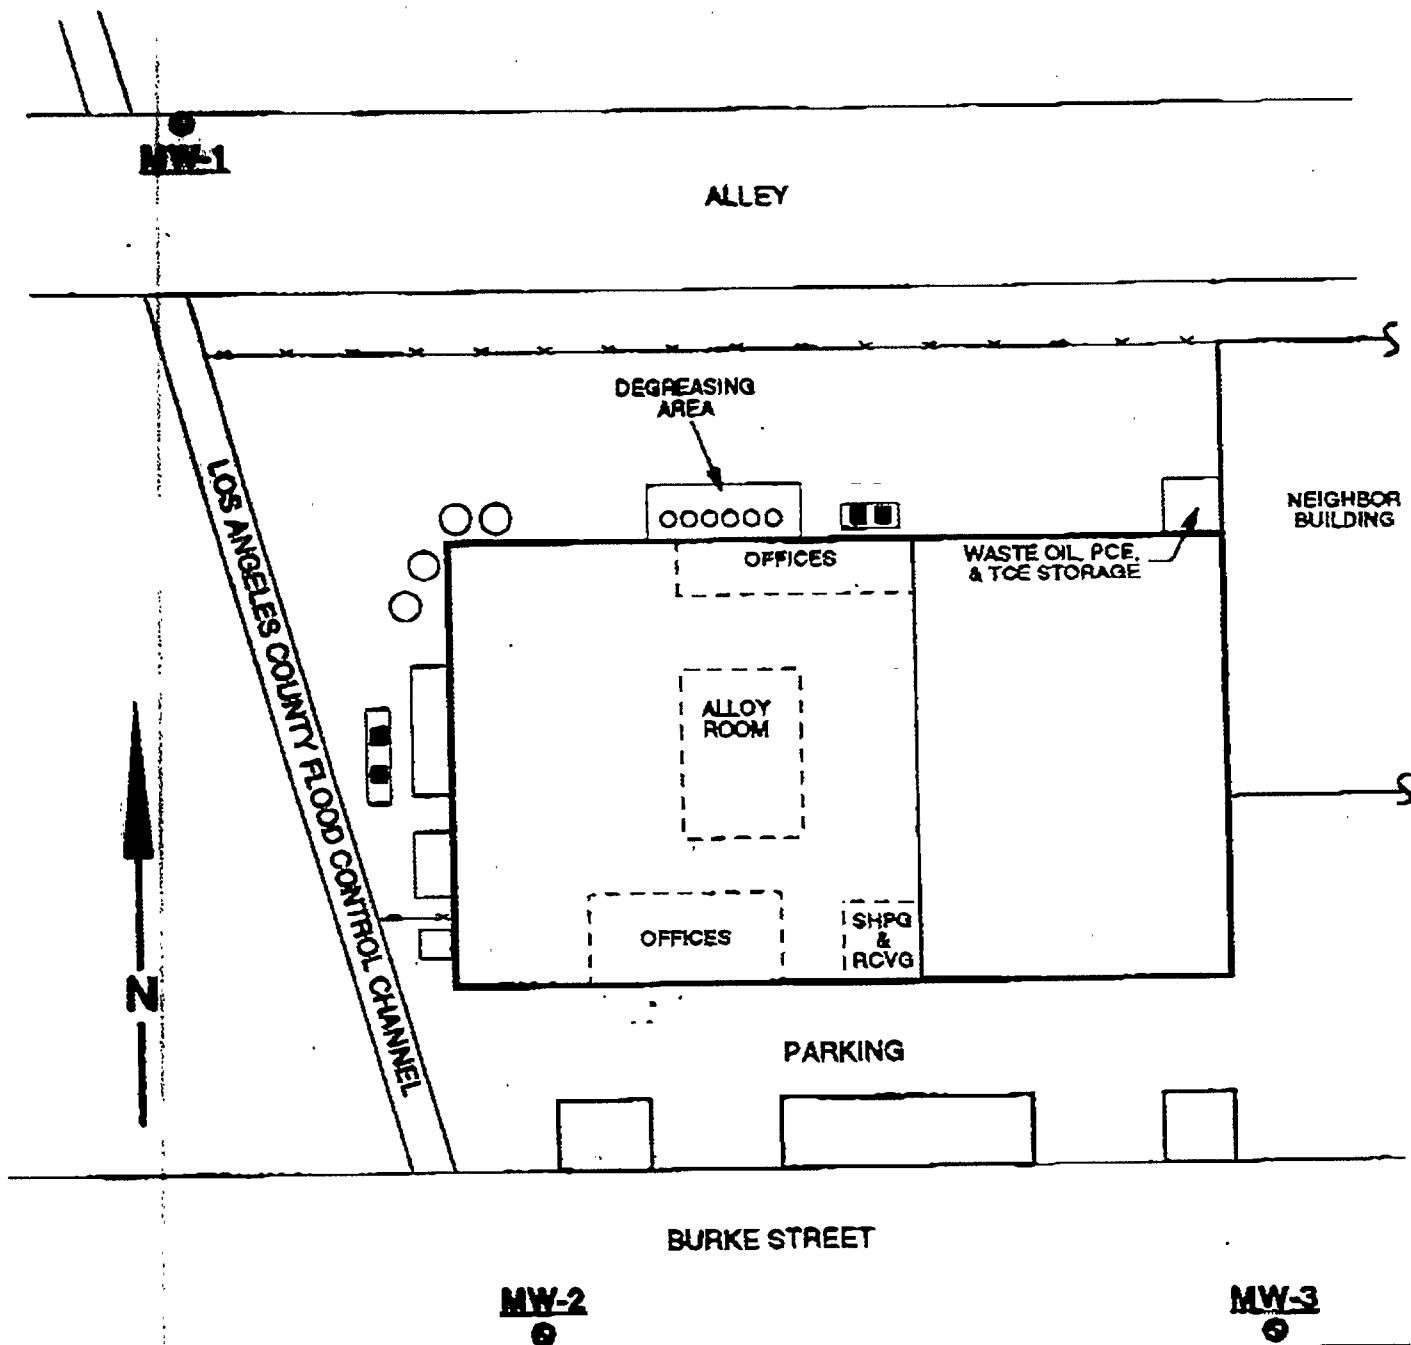 MW-1
ALLEY
DEGREASING
AREA
LOS ANGELES COUNTY FLOOD CONTROL CHANNEL
NEIGHBOR
BUILDING
OFFICES
WASTE OIL, PCE,
& TCE STORAGE
ALLOY
ROOM
N
OFFICES
SHPG
&
RCVG
PARKING
BURKE STREET
MW-2
MW-3